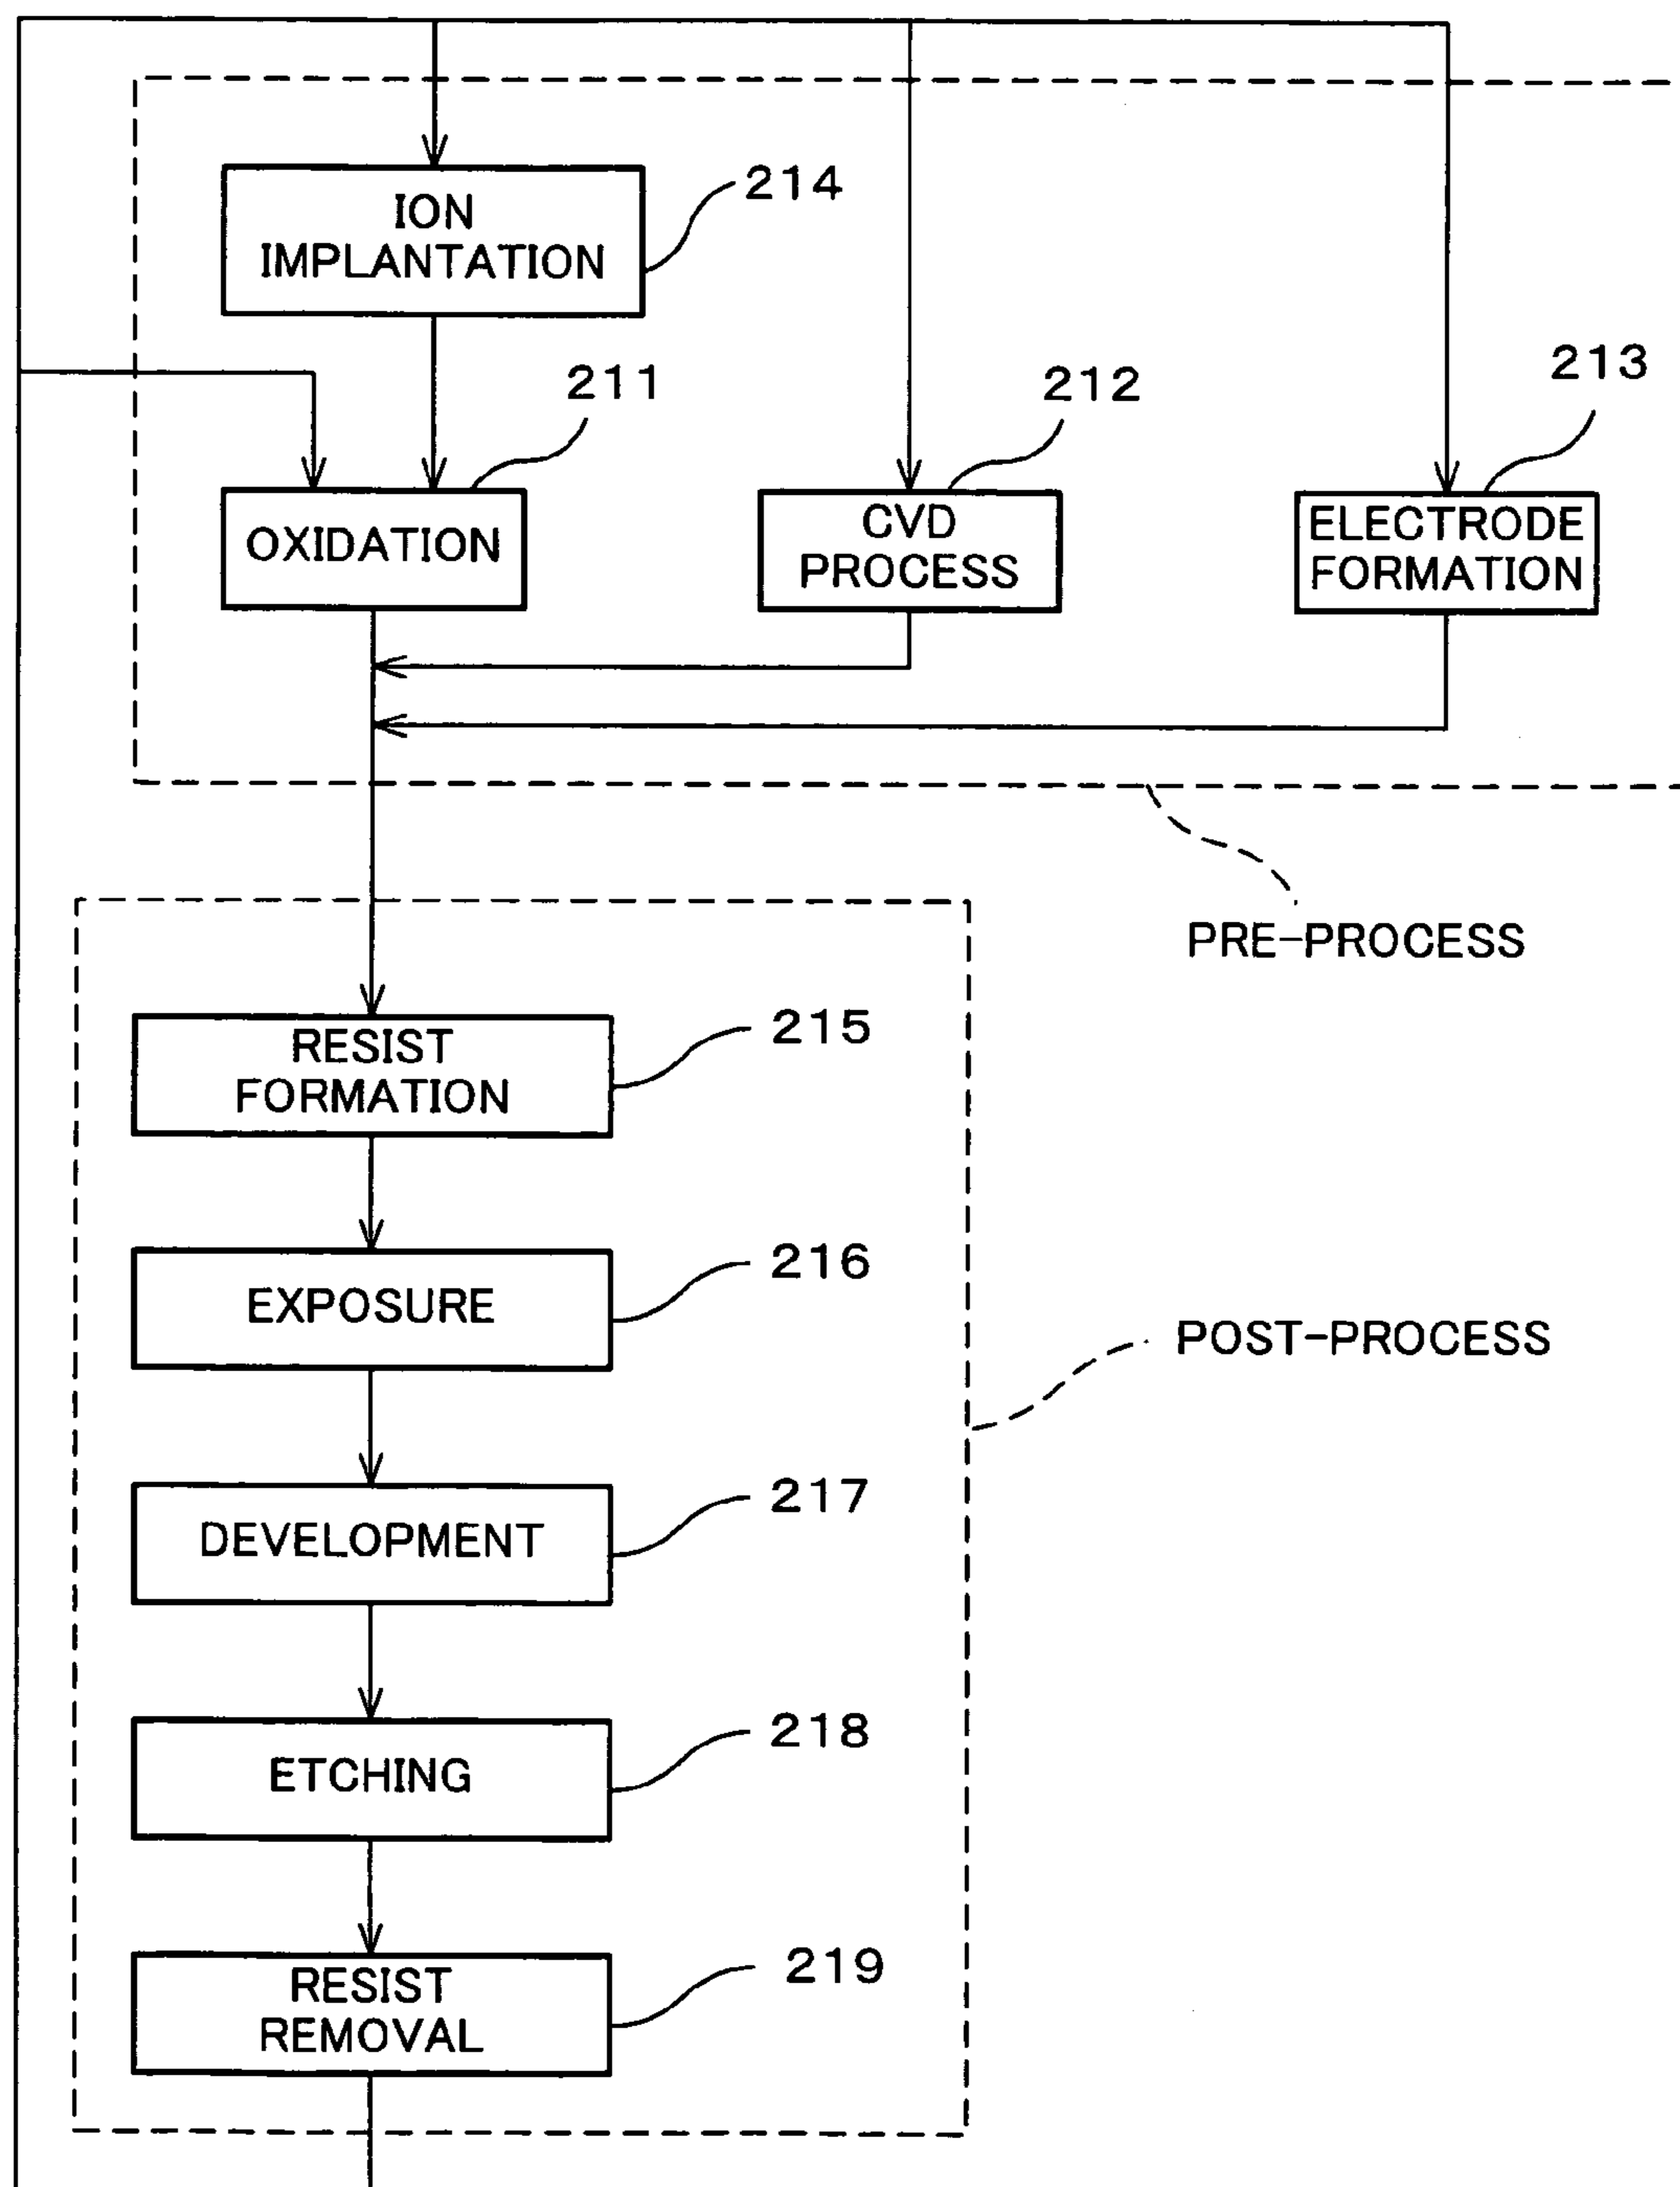 ION
IMPLANTATION
214
211
212
213
OXIDATION
CVD
PROCESS
ELECTRODE
FORMATION
PRE-PROCESS
RESIST
FORMATION
215
EXPOSURE
216
POST-PROCESS
DEVELOPMENT
217
ETCHING
218
RESIST
REMOVAL
219